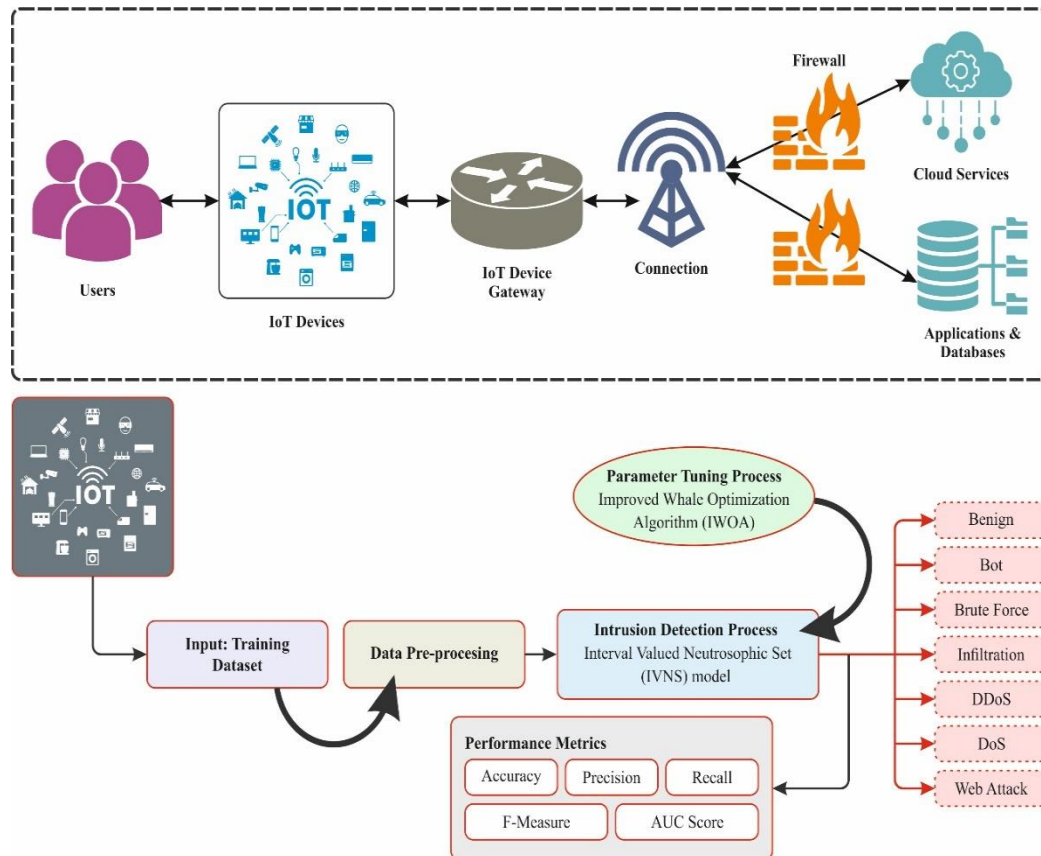 Firewall
Cloud Services
IOT
Users
IoT Devices
IoT Device
Gateway
Connection
Applications &
Databases
IOT
Parameter Tuning Process
Improved Whale Optimization
Algorithm (IWOA)
Input: Training
Dataset
Data Pre-procesing
Intrusion Detection Process
Interval Valued Neutrosophic Set
(IVNS) model
Benign
Bot
Brute Force
Infiltration
DDoS
DoS
Web Attack
Performance Metrics
Accuracy
Precision
Recall
F-Measure
AUC Score